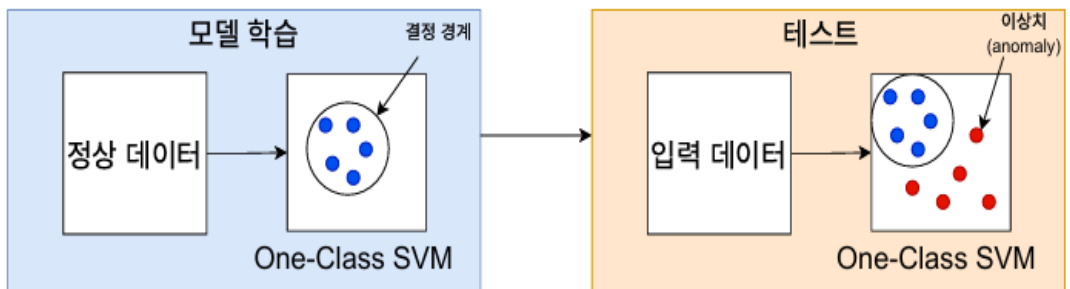 모델 학습
결정 경계
정상 데이터
One-Class SVM
테스트
이상치
(anomaly)
입력 데이터
One-Class SVM